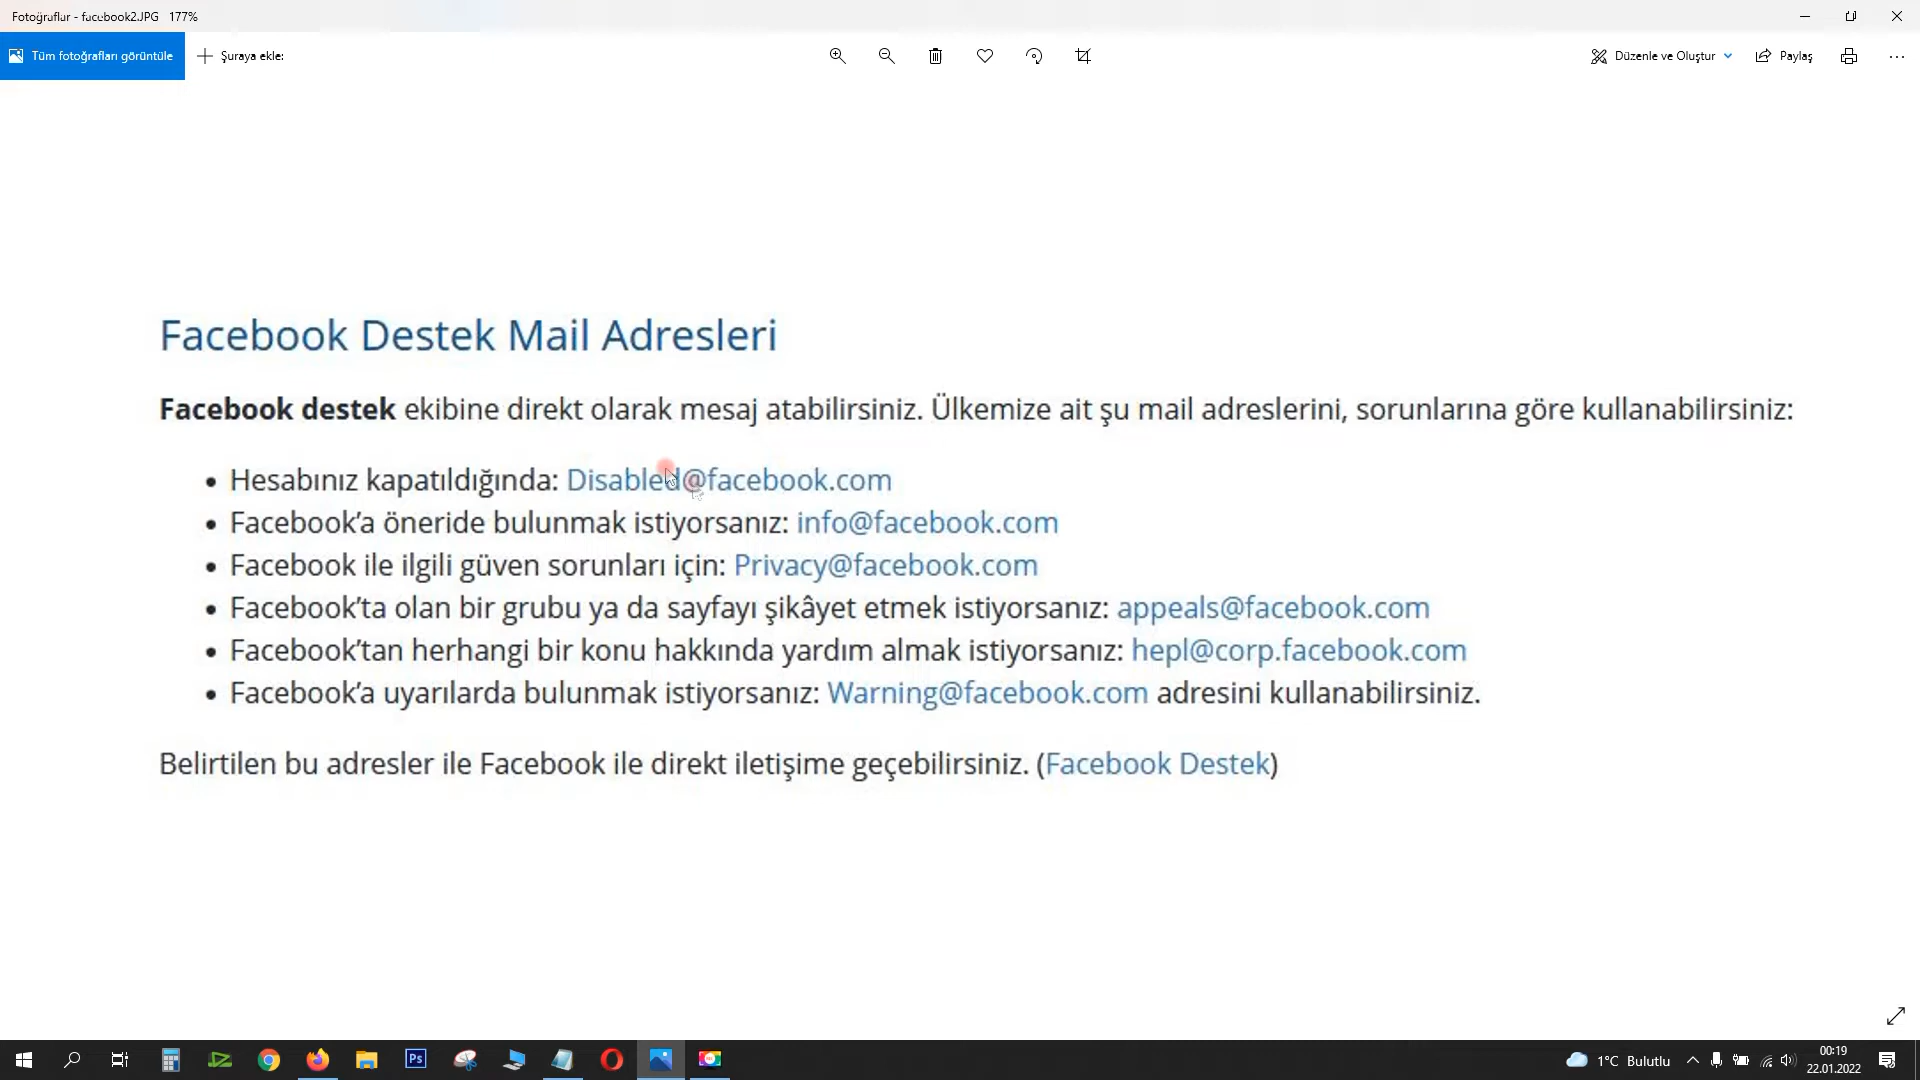 Fotoğraflar - facebook2.JPG 177%
Tüm fotoğrafları görüntüle
Şuraya ekle:
Düzenle ve Oluştur
Paylaş
Facebook Destek Mail Adresleri
Facebook destek ekibine direkt olarak mesaj atabilirsiniz. Ülkemize ait şu mail adreslerini, sorunlarına göre kullanabilirsiniz:
• Hesabınız kapatıldığında: Disabled@facebook.com
• Facebook’a öneride bulunmak istiyorsanız: info@facebook.com
• Facebook ile ilgili güven sorunları için: Privacy@facebook.com
• Facebook’ta olan bir grubu ya da sayfayı şikâyet etmek istiyorsanız: appeals@facebook.com
• Facebook’tan herhangi bir konu hakkında yardım almak istiyorsanız: hepl@corp.facebook.com
• Facebook’a uyarılarda bulunmak istiyorsanız: Warning@facebook.com adresini kullanabilirsiniz.
Belirtilen bu adresler ile Facebook ile direkt iletişime geçebilirsiniz. (Facebook Destek)
Ps
1°C Bulutlu
00:19
22.01.2022